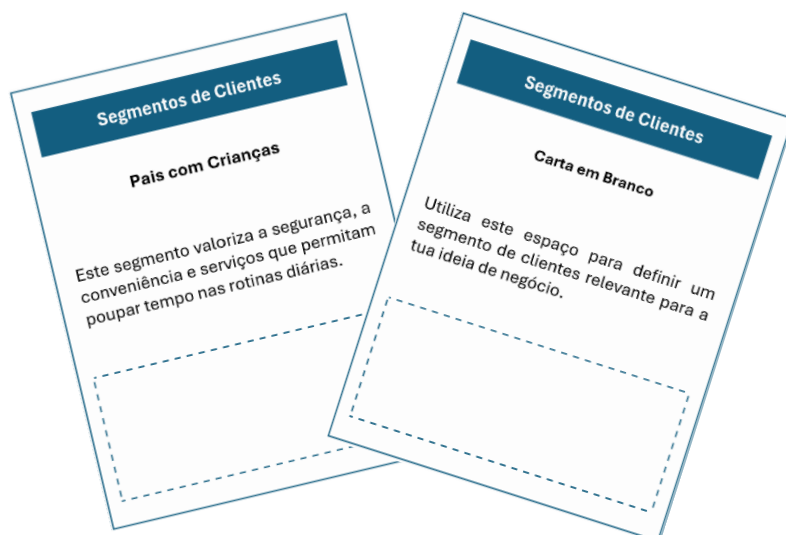 Segmentos de Clientes
Pais com Crianças
Este segmento valoriza a segurança, a
conveniência e serviços que permitam
poupar tempo nas rotinas diárias.
Segmentos de Clientes
Carta em Branco
Utiliza este espaço para definir um
segmento de clientes relevante para a
tua ideia de negócio.